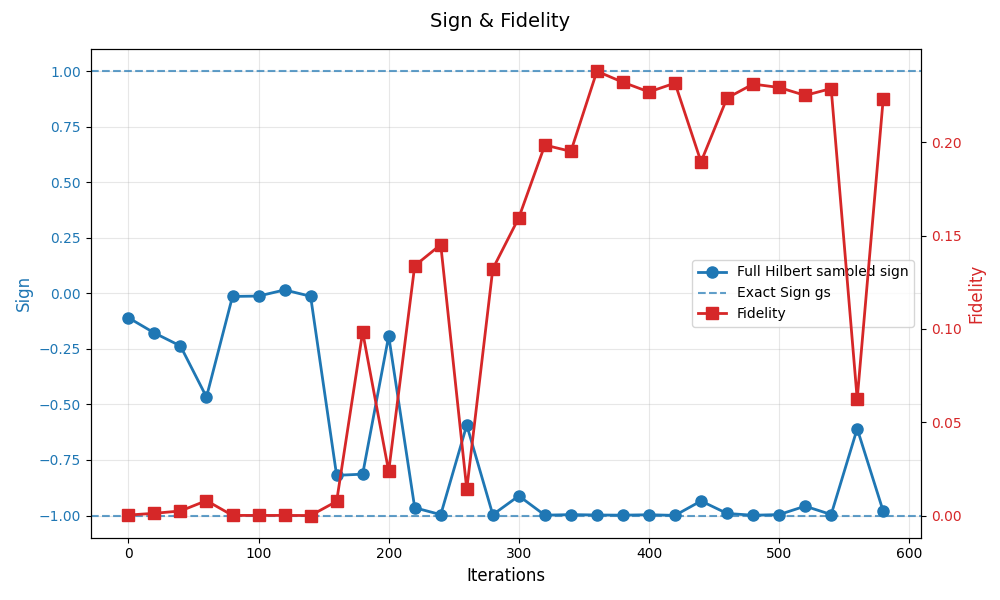 Sign & Fidelity
1.00
0.75
0.50
0.25
0.00
−0.25
−0.50
−0.75
−1.00
Sign
0.20
0.15
0.10
0.05
0.00
Fidelity
Full Hilbert sampled sign
Exact Sign gs
Fidelity
0 100 200 300 400 500 600
Iterations